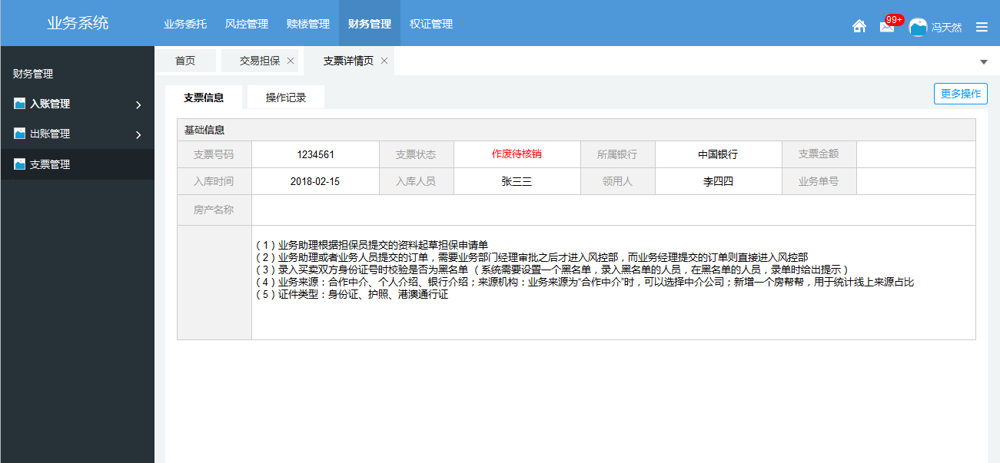 业务系统 业务委托 风控管理 赎楼管理 财务管理 权证管理 99+ 冯天然
财务管理
入账管理
出账管理
支票管理
首页 交易担保 支票详情页
支票信息 操作记录 更多操作
基础信息
支票号码 1234561 支票状态 作废待核销 所属银行 中国银行 支票金额
入库时间 2018-02-15 入库人员 张三三 领用人 李四四 业务单号
房产名称
（1）业务助理根据担保员提交的资料起草担保申请单
（2）业务助理或者业务人员提交的订单，需要业务部门经理审批之后才进入风控部，而业务经理提交的订单则直接进入风控部
（3）录入买卖双方身份证号时校验是否为黑名单 （系统需要设置一个黑名单，录入黑名单的人员，在黑名单的人员，录单时给出提示）
（4）业务来源：合作中介、个人介绍、银行介绍；来源机构：业务来源为“合作中介”时，可以选择中介公司；新增一个房帮帮，用于统计线上来源占比
（5）证件类型：身份证、护照、港澳通行证